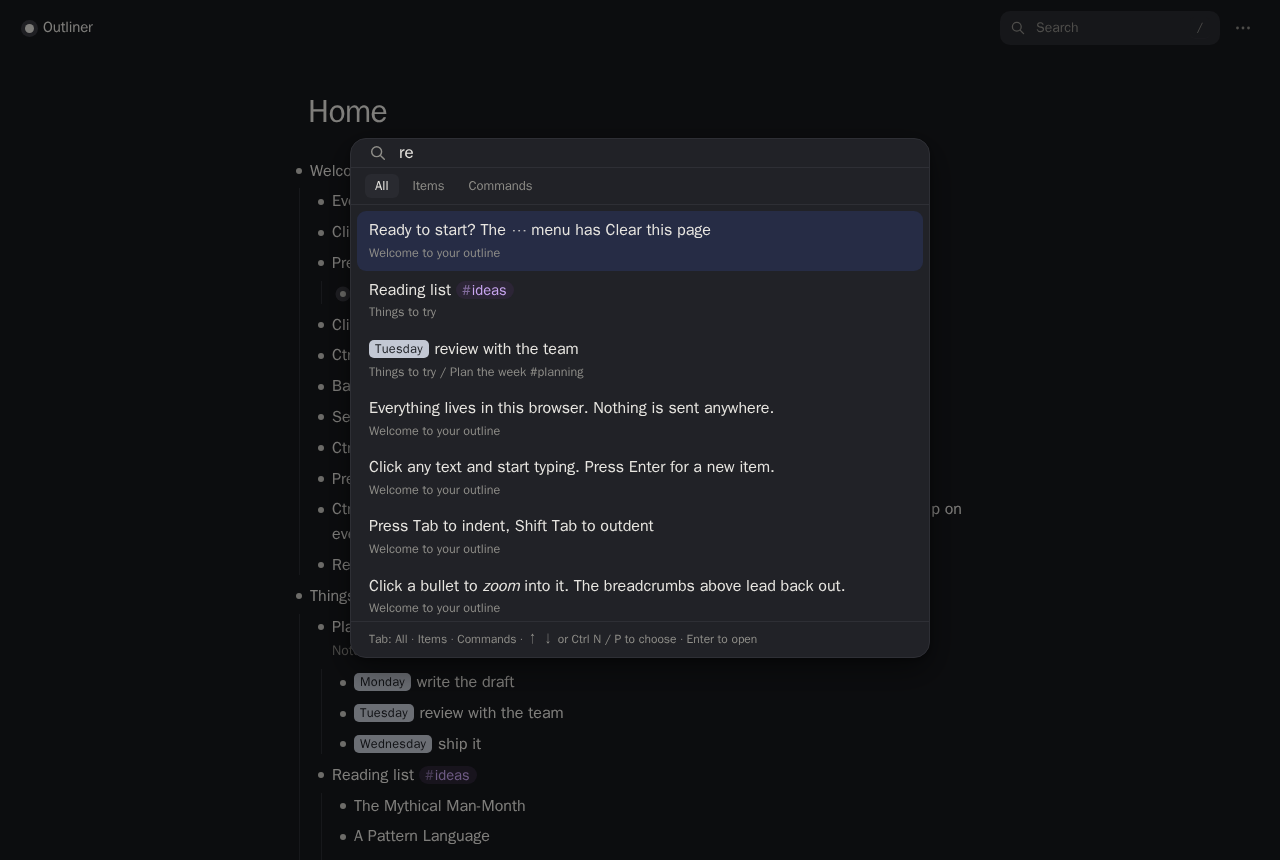 Outliner
Search /
Home
re
All Items Commands
Ready to start? The ··· menu has Clear this page
Welcome to your outline
Reading list #ideas
Things to try
Tuesday review with the team
Things to try / Plan the week #planning
Everything lives in this browser. Nothing is sent anywhere.
Welcome to your outline
Click any text and start typing. Press Enter for a new item.
Welcome to your outline
Press Tab to indent, Shift Tab to outdent
Welcome to your outline
Click a bullet to zoom into it. The breadcrumbs above lead back out.
Welcome to your outline
Tab: All · Items · Commands · ↑ ↓ or Ctrl N / P to choose · Enter to open
p on
Things
Monday write the draft
Tuesday review with the team
Wednesday ship it
Reading list #ideas
The Mythical Man-Month
A Pattern Language